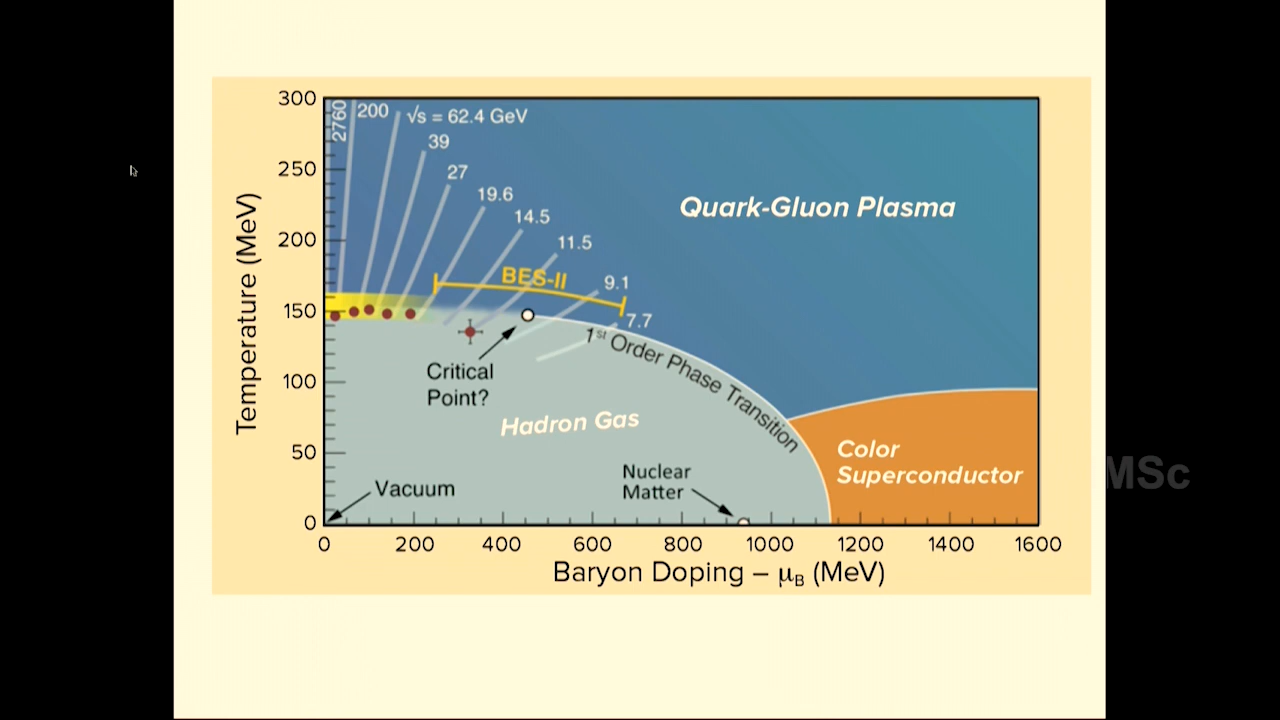 300
250
200
150
100
50
0
Temperature (MeV)
2760
200
√s = 62.4 GeV
39
27
19.6
14.5
11.5
9.1
7.7
BES-II
Quark-Gluon Plasma
1st Order Phase Transition
Critical
Point?
Hadron Gas
Color
Superconductor
Nuclear
Matter
Vacuum
0 200 400 600 800 1000 1200 1400 1600
Baryon Doping – μB (MeV)
MSc